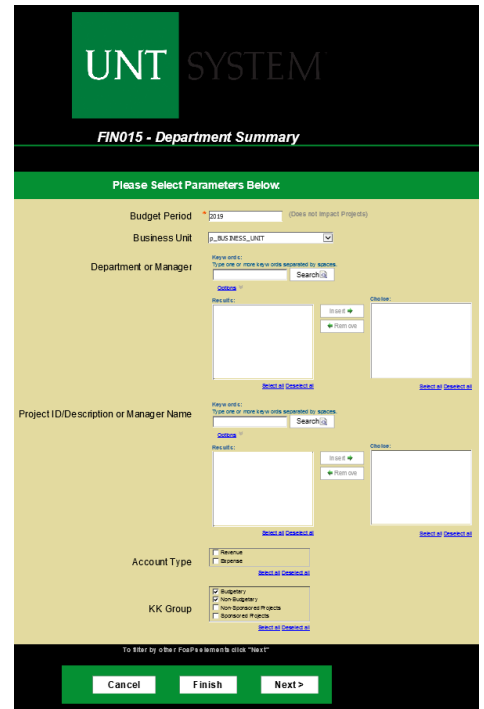 UNT SYSTEM
FIN015 - Department Summary
Please Select Parameters Below:
Budget Period * 2019 (Does not Impact Projects)
Business Unit p_BUSINESS_UNIT
Department or Manager
Keywords:
Type one or more keywords separated by spaces.
Search
Options
Results:
Choice:
Insert
Remove
Select all Deselect all
Select all Deselect all
Project ID/Description or Manager Name
Keywords:
Type one or more keywords separated by spaces.
Search
Options
Results:
Choice:
Insert
Remove
Select all Deselect all
Select all Deselect all
Account Type
Revenue
Expense
Select all Deselect all
KK Group
Budgetary
Non-Budgetary
Non-Sponsored Projects
Sponsored Projects
Select all Deselect all
To filter by other FoaPs elements click "Next"
Cancel Finish Next >